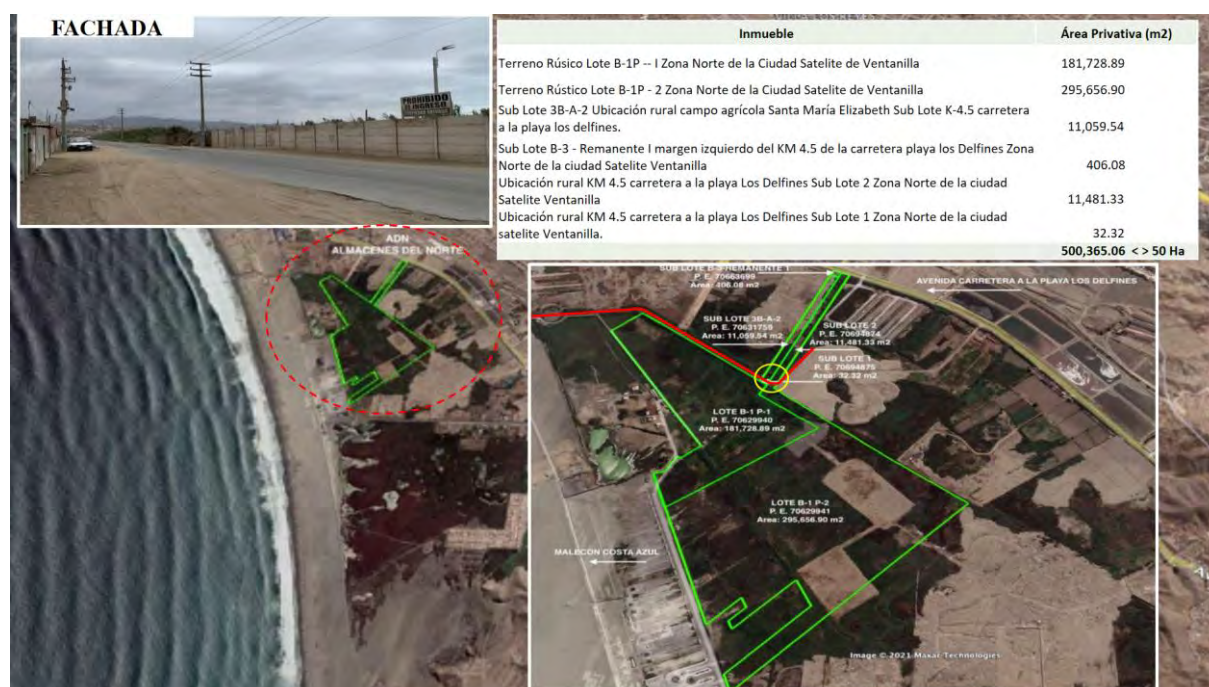 FACHADA
PROHIBIDO
EL INGRESO
Inmueble Área Privativa (m2)
Terreno Rúsico Lote B-1P -- I Zona Norte de la Ciudad Satelite de Ventanilla 181,728.89
Terreno Rústico Lote B-1P - 2 Zona Norte de la Ciudad Satelite de Ventanilla 295,656.90
Sub Lote 3B-A-2 Ubicación rural campo agrícola Santa María Elizabeth Sub Lote K-4.5 carretera
a la playa los delfines. 11,059.54
Sub Lote B-3 - Remanente I margen izquierdo del KM 4.5 de la carretera playa los Delfines Zona
Norte de la ciudad Satelite Ventanilla 406.08
Ubicación rural KM 4.5 carretera a la playa Los Delfines Sub Lote 2 Zona Norte de la ciudad
Satelite Ventanilla 11,481.33
Ubicación rural KM 4.5 carretera a la playa Los Delfines Sub Lote 1 Zona Norte de la ciudad
satelite Ventanilla. 32.32
500,365.06 < > 50 Ha
ADN
ALMACENES DEL NORTE
SUB LOTE B-3-REMANENTE 1
P. E. 70663699
Area: 406.08 m2
AVENIDA CARRETERA A LA PLAYA LOS DELFINES
SUB LOTE 3B-A-2
P. E. 70631759
Area: 11,059.54 m2
SUB LOTE 2
P. E. 70694874
Area: 11,481.33 m2
SUB LOTE 1
P. E. 70694875
Area: 32.32 m2
LOTE B-1 P-1
P. E. 70629940
Area: 181,728.89 m2
LOTE B-1 P-2
P. E. 70629941
Area: 295,656.90 m2
MALECON COSTA AZUL
Image © 2021 Maxar Technologies